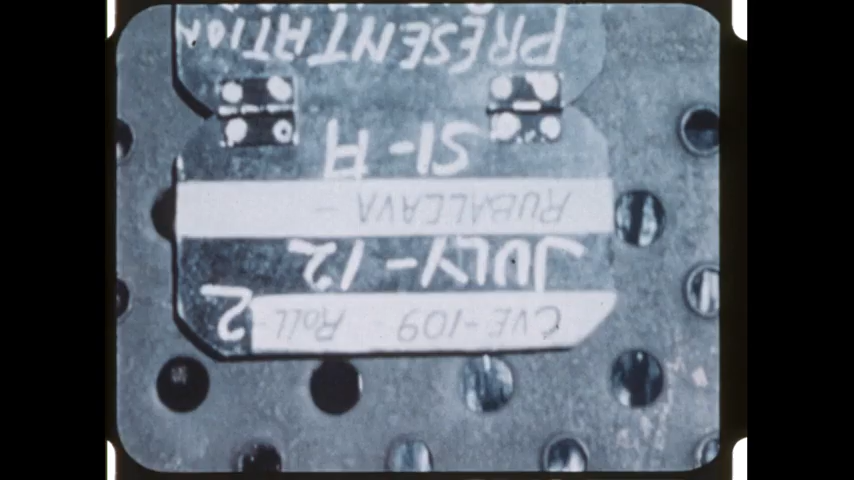 CVE-109 Roll-2
JULY-12
RUBALCAVA -
SI-A
PRESENTATION